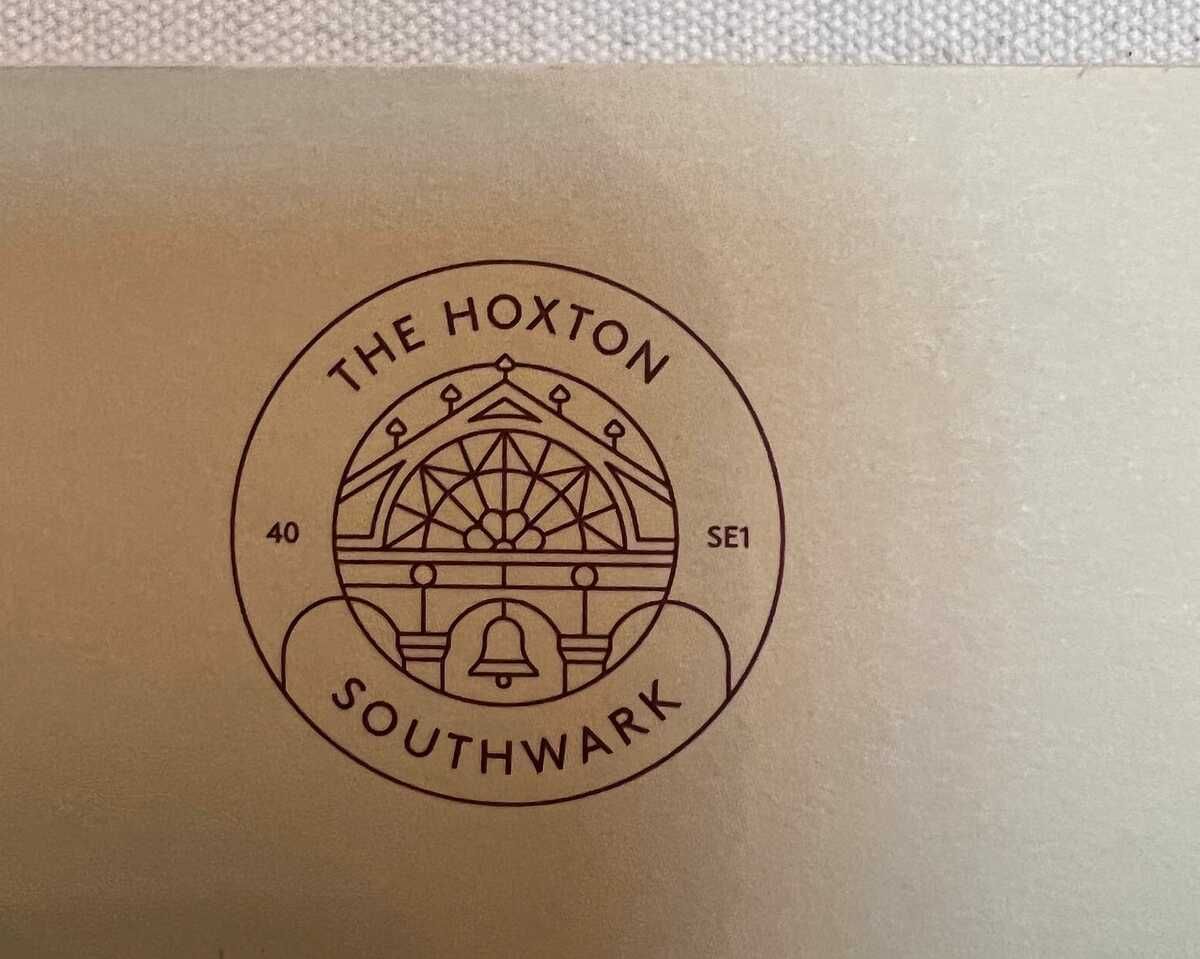 THE HOXTON
40
SE1
SOUTHWARK